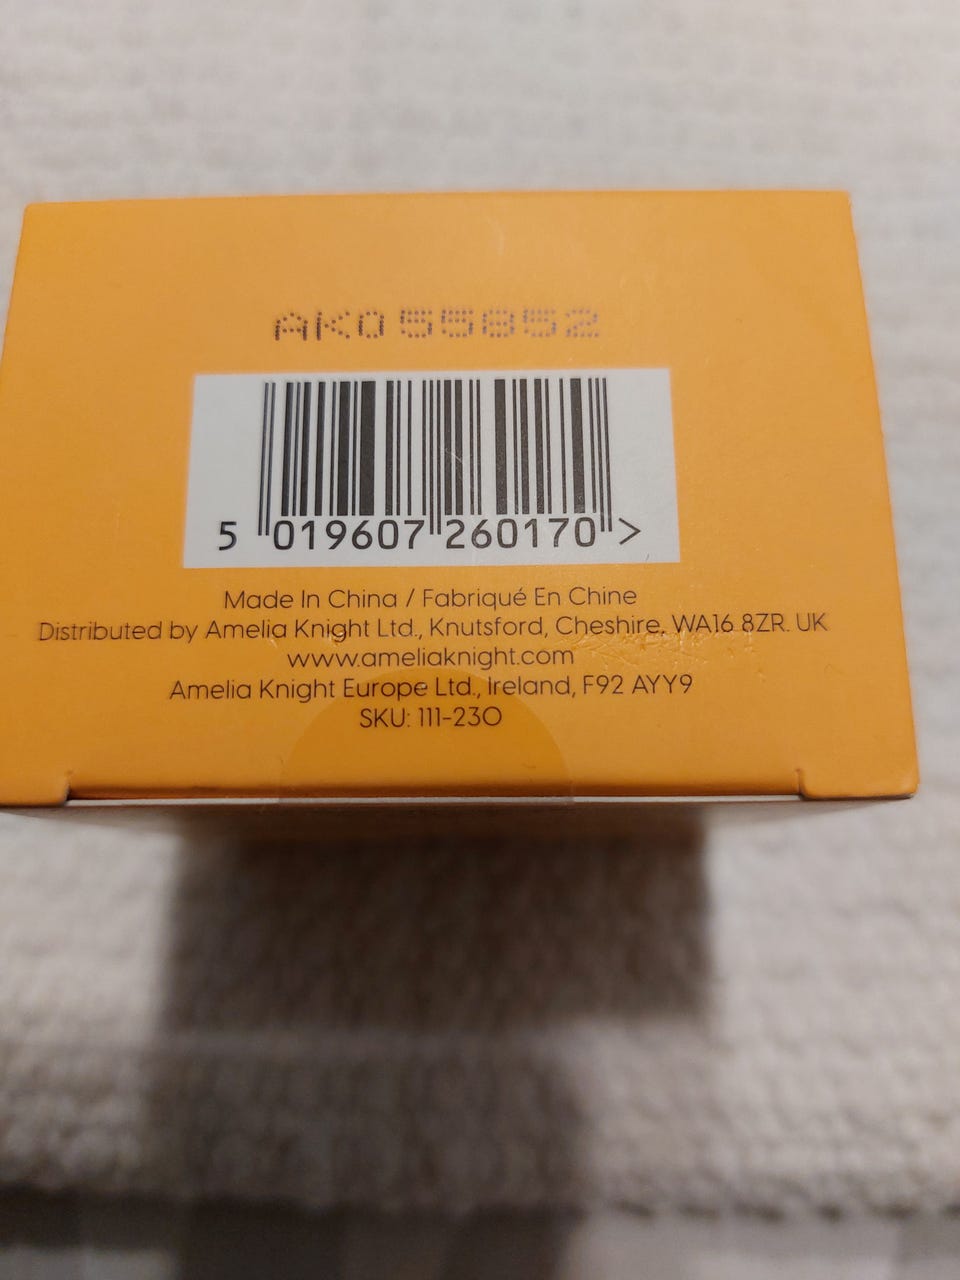 AK055852
5 019607 260170 >
Made In China / Fabriqué En Chine
Distributed by Amelia Knight Ltd., Knutsford, Cheshire, WA16 8ZR. UK
www.ameliaknight.com
Amelia Knight Europe Ltd., Ireland, F92 AYY9
SKU: 111-230